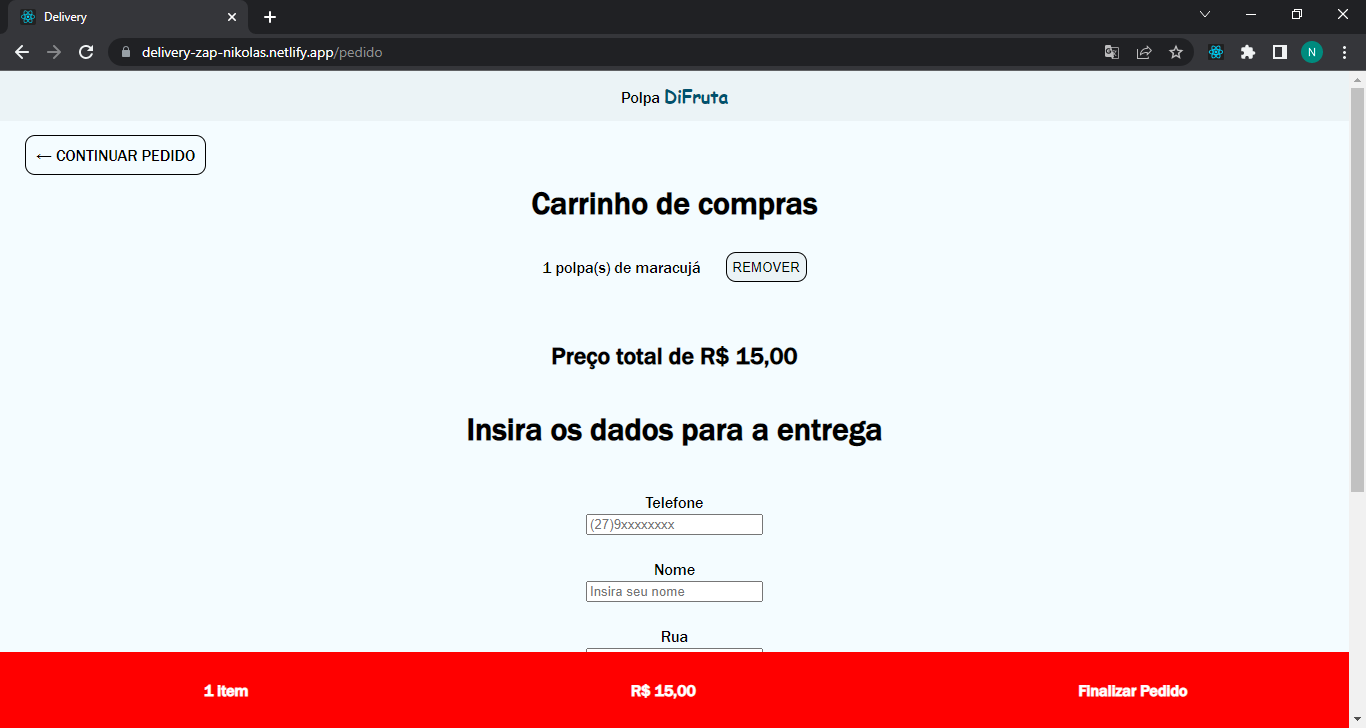 Delivery
delivery-zap-nikolas.netlify.app/pedido
N
Polpa DiFruta
← CONTINUAR PEDIDO
Carrinho de compras
1 polpa(s) de maracujá REMOVER
Preço total de R$ 15,00
Insira os dados para a entrega
Telefone
(27)9xxxxxxxx
Nome
Insira seu nome
Rua
1 item R$ 15,00 Finalizar Pedido